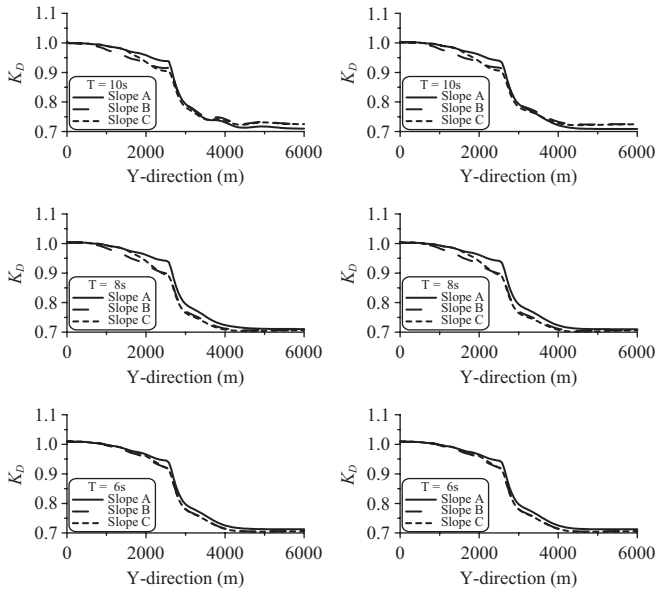 1.1
1.0
0.9
0.8
0.7
K_D
T = 10s
Slope A
Slope B
Slope C
0 2000 4000 6000
Y-direction (m)
1.1
1.0
0.9
0.8
0.7
K_D
T = 10s
Slope A
Slope B
Slope C
0 2000 4000 6000
Y-direction (m)
1.1
1.0
0.9
0.8
0.7
K_D
T = 8s
Slope A
Slope B
Slope C
0 2000 4000 6000
Y-direction (m)
1.1
1.0
0.9
0.8
0.7
K_D
T = 8s
Slope A
Slope B
Slope C
0 2000 4000 6000
Y-direction (m)
1.1
1.0
0.9
0.8
0.7
K_D
T = 6s
Slope A
Slope B
Slope C
0 2000 4000 6000
Y-direction (m)
1.1
1.0
0.9
0.8
0.7
K_D
T = 6s
Slope A
Slope B
Slope C
0 2000 4000 6000
Y-direction (m)